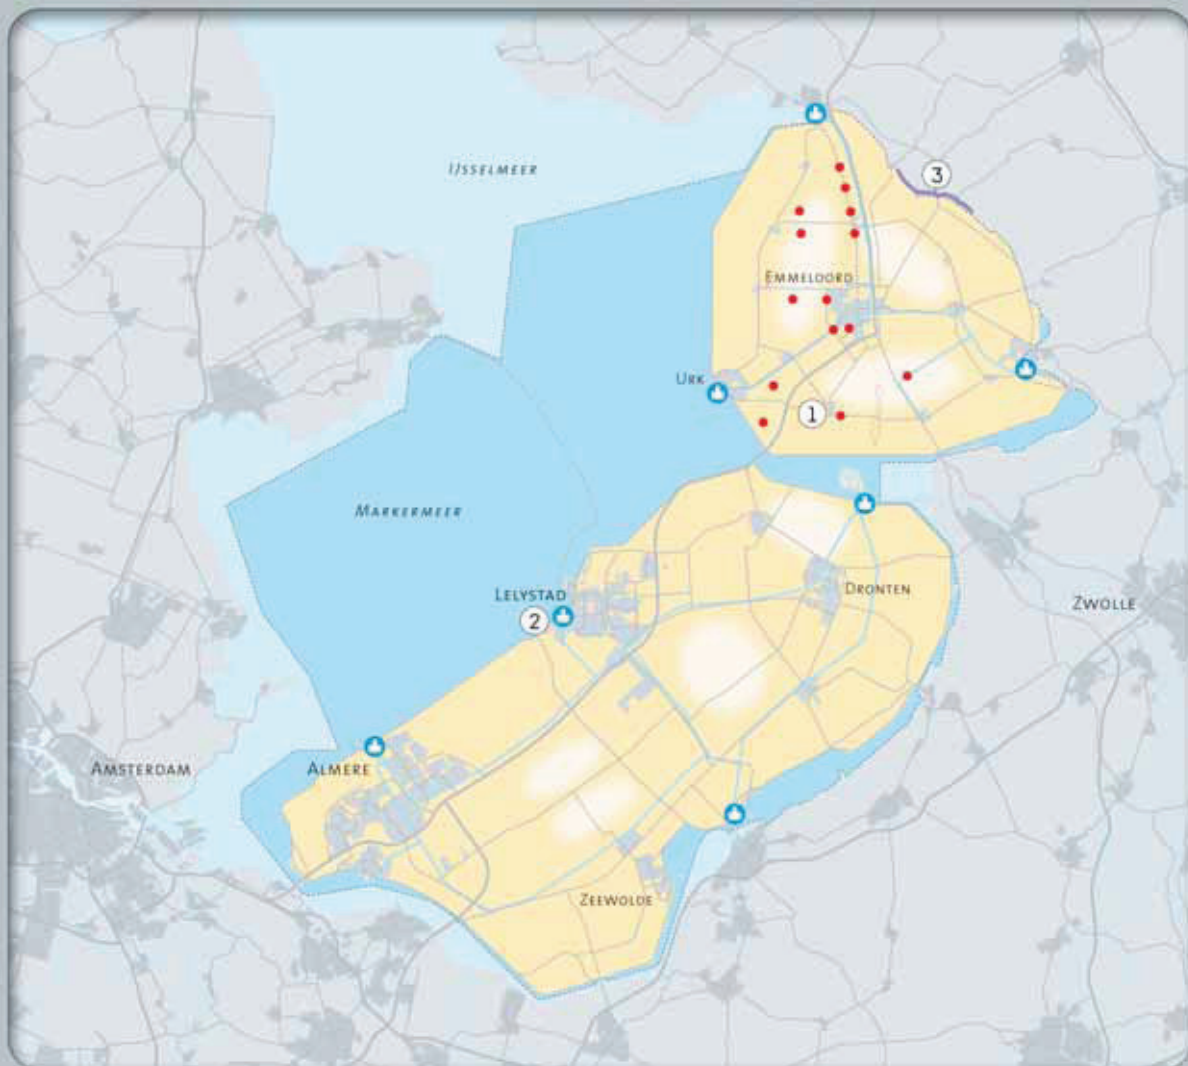 IJSSELMEER
3
EMMELOORD
URK
1
MARKERMEER
LELYSTAD
2
DRONTEN
ZWOLLE
AMSTERDAM
ALMERE
ZEEWOLDE